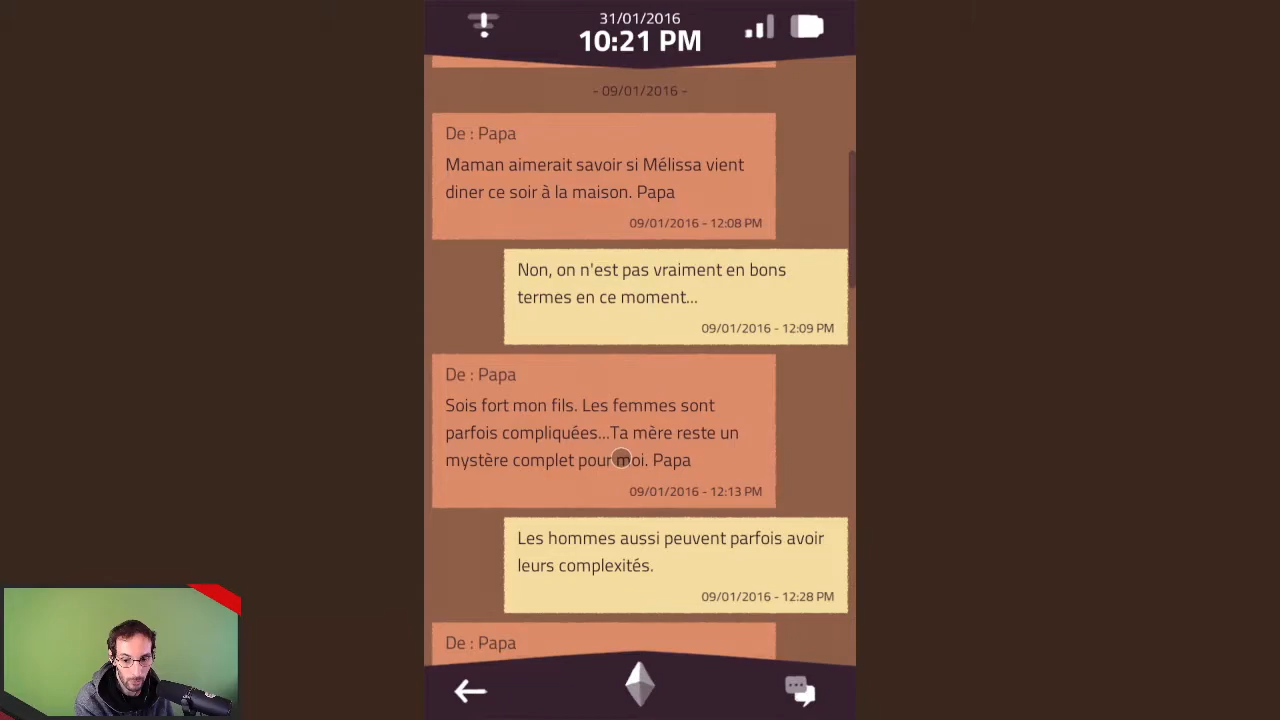 31/01/2016
10:21 PM
- 09/01/2016 -
De : Papa
Maman aimerait savoir si Mélissa vient
diner ce soir à la maison. Papa
09/01/2016 - 12:08 PM
Non, on n'est pas vraiment en bons
termes en ce moment...
09/01/2016 - 12:09 PM
De : Papa
Sois fort mon fils. Les femmes sont
parfois compliquées...Ta mère reste un
mystère complet pour moi. Papa
09/01/2016 - 12:13 PM
Les hommes aussi peuvent parfois avoir
leurs complexités.
09/01/2016 - 12:28 PM
De : Papa